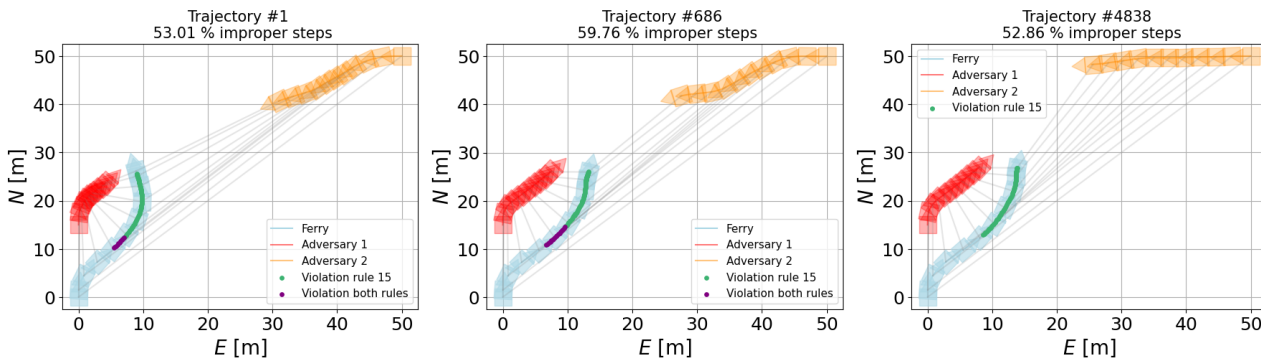 Trajectory #1
53.01 % improper steps
N [m]
50
40
30
20
10
0
Ferry
Adversary 1
Adversary 2
Violation rule 15
Violation both rules
0 10 20 30 40 50
E [m]
Trajectory #686
59.76 % improper steps
N [m]
50
40
30
20
10
0
Ferry
Adversary 1
Adversary 2
Violation rule 15
Violation both rules
0 10 20 30 40 50
E [m]
Trajectory #4838
52.86 % improper steps
N [m]
50
40
30
20
10
0
Ferry
Adversary 1
Adversary 2
Violation rule 15
0 10 20 30 40 50
E [m]